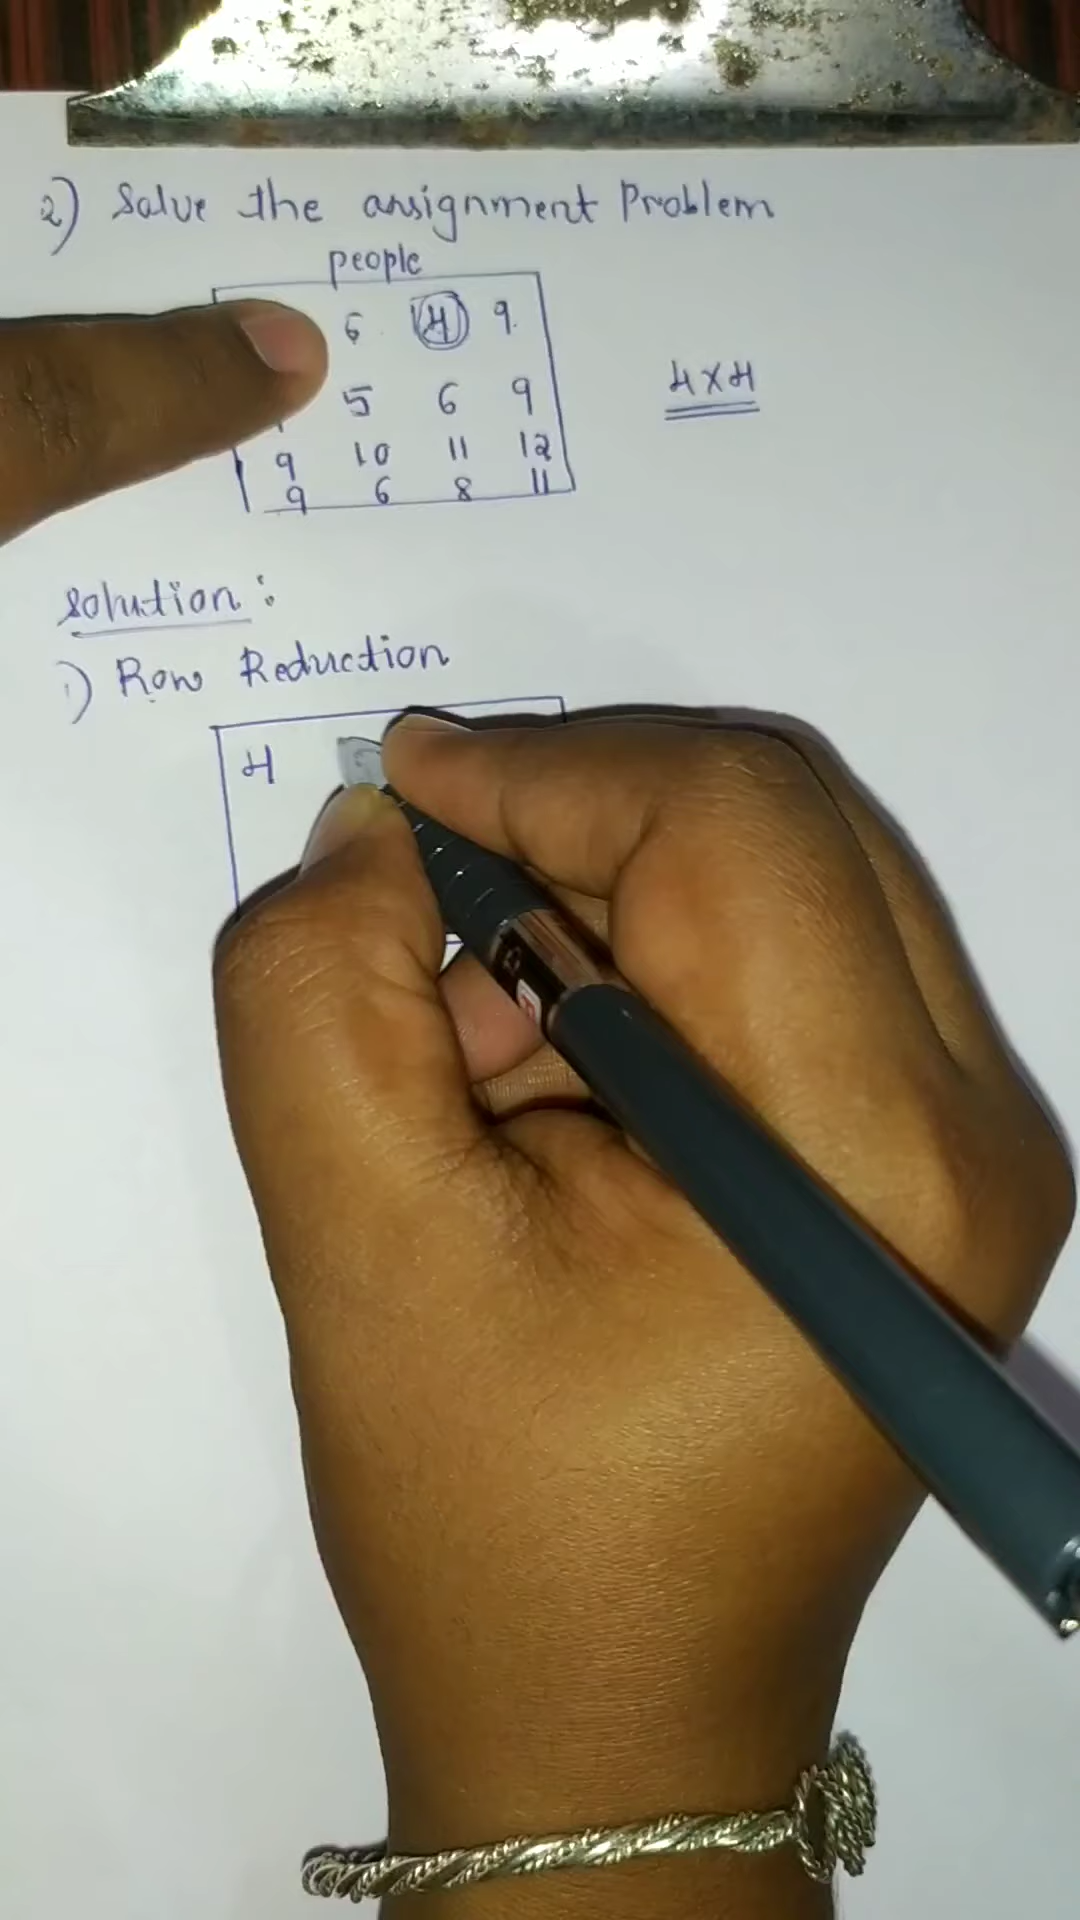 2) Solve the assignment Problem
people
6 4 9
5 6 9
4x4
9 10 11 12
9 6 8 11
Solution :
1) Row Reduction
4